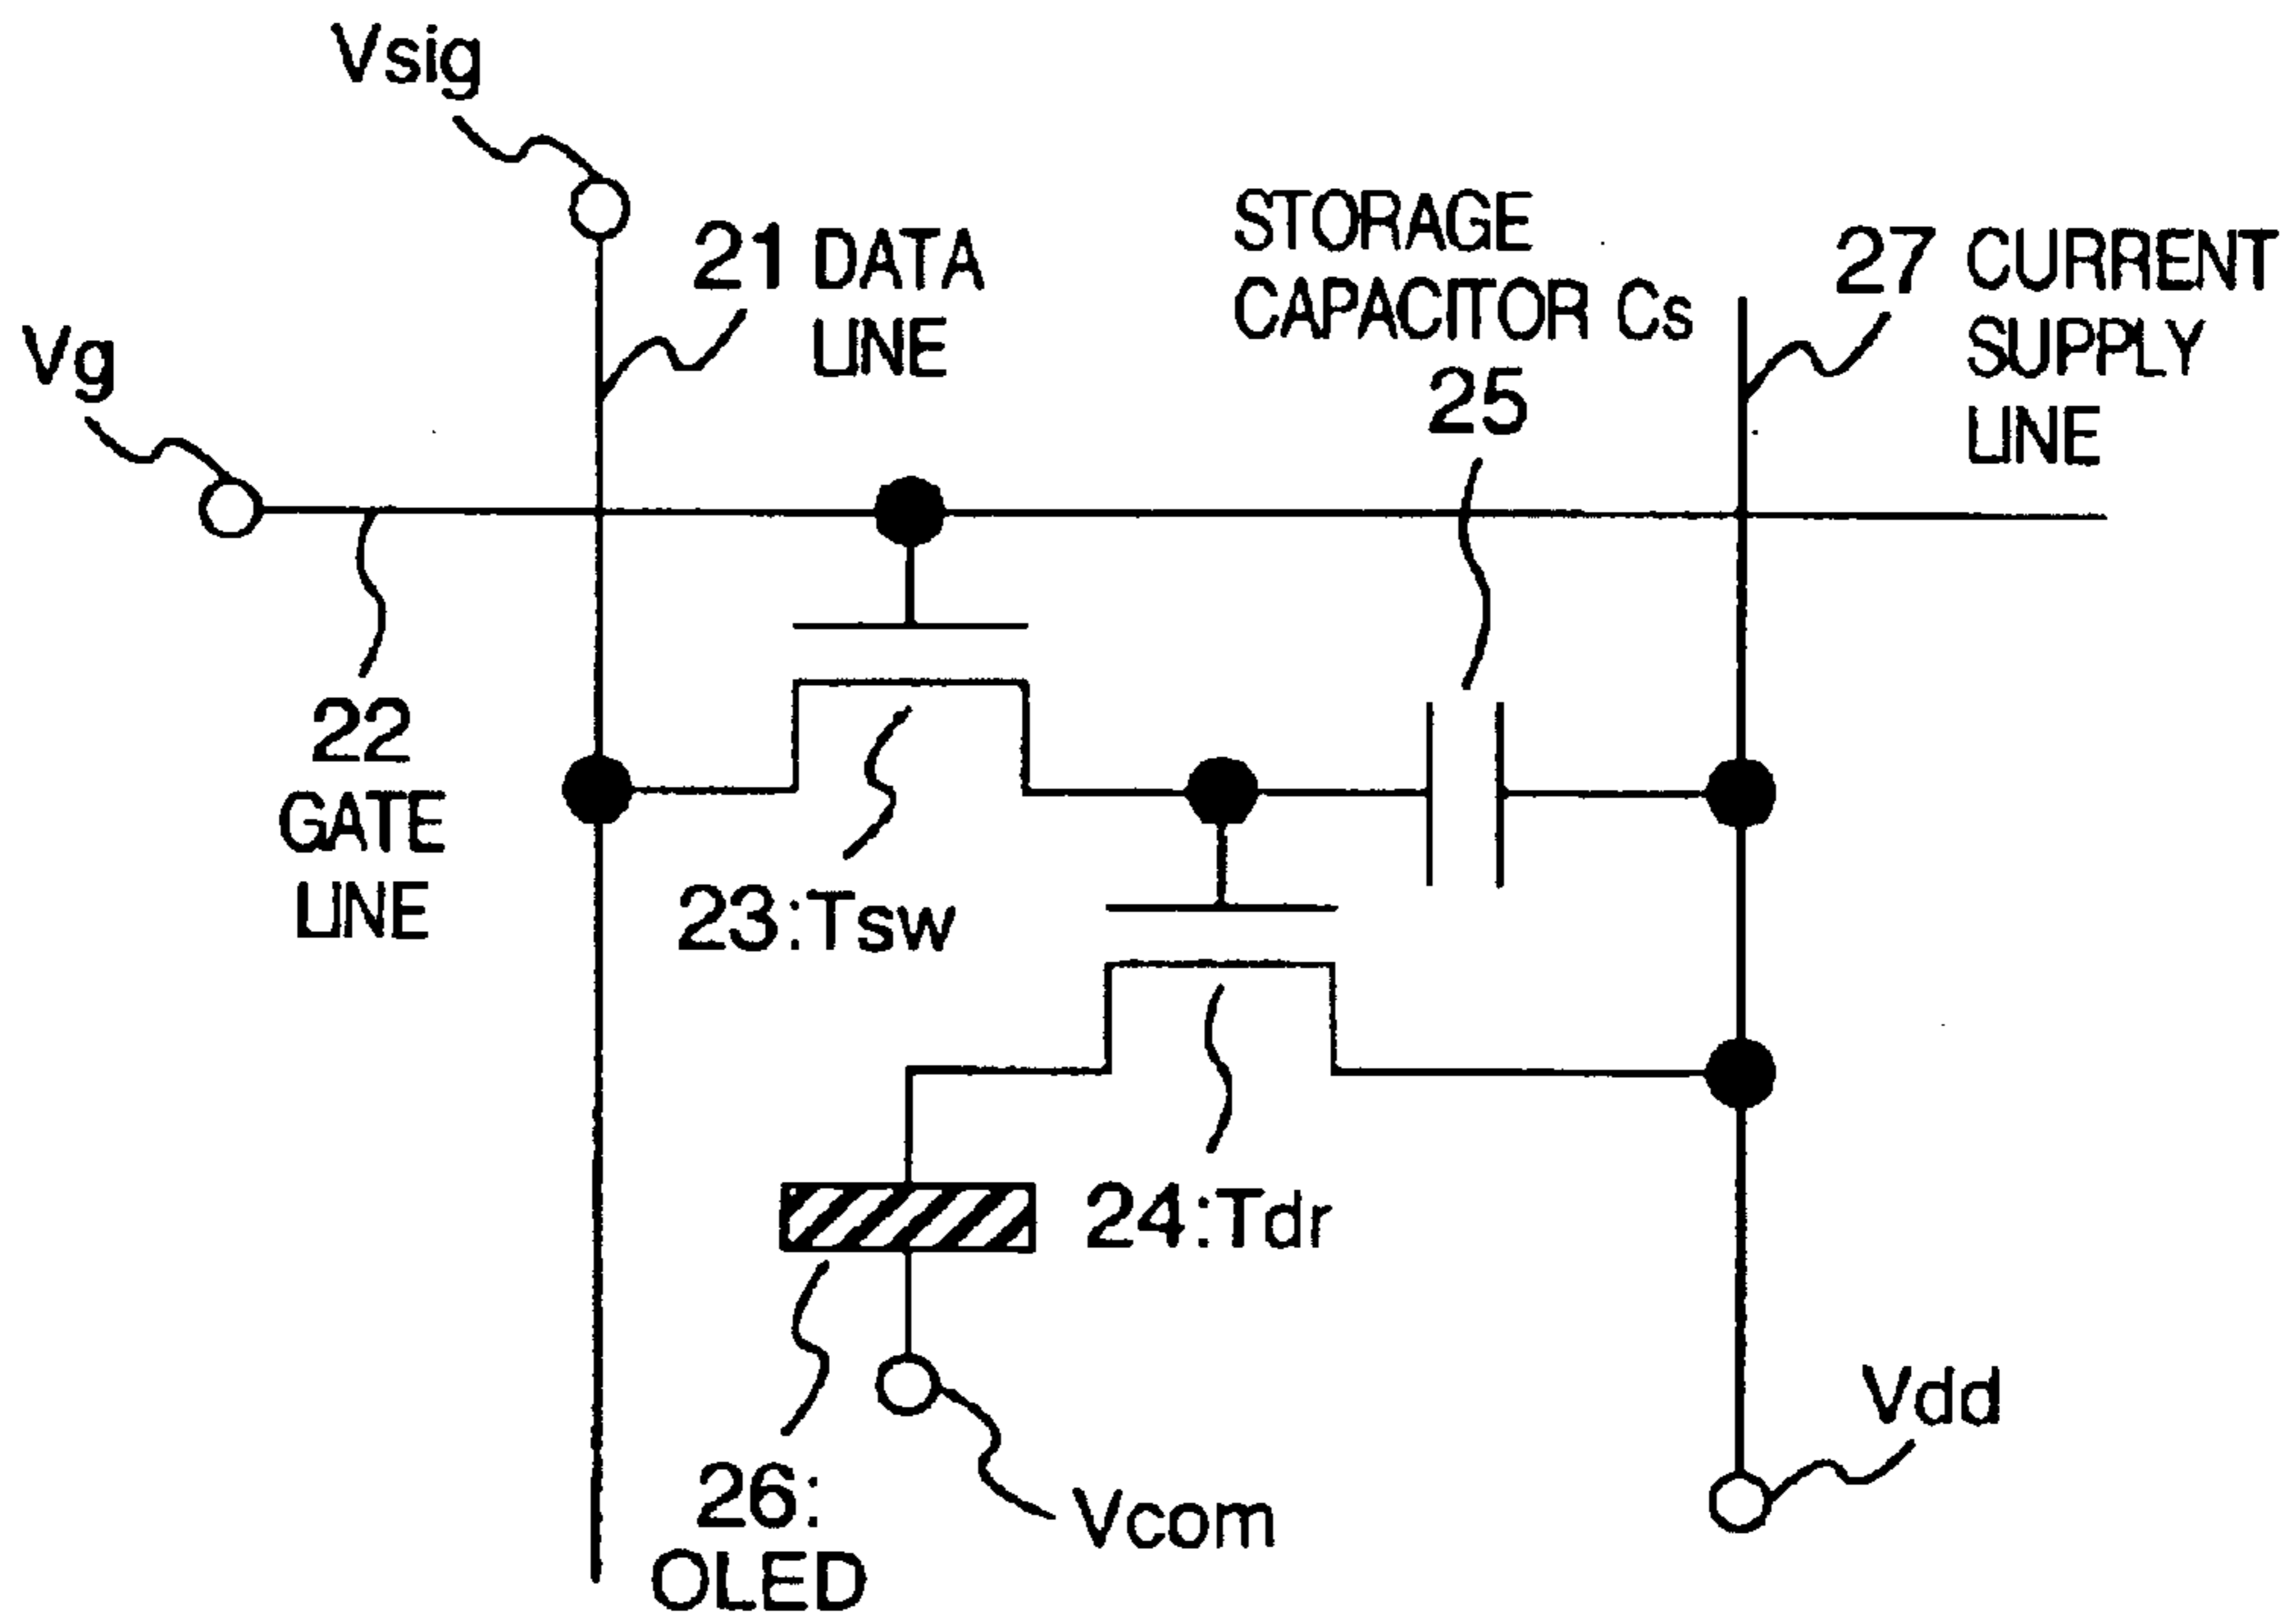 Vsig
21 DATA
LINE
STORAGE
CAPACITOR Cs
25
27 CURRENT
SUPPLY
LINE
Vg
22
GATE
LINE
23:Tsw
24:Tdr
26:
OLED
Vcom
Vdd